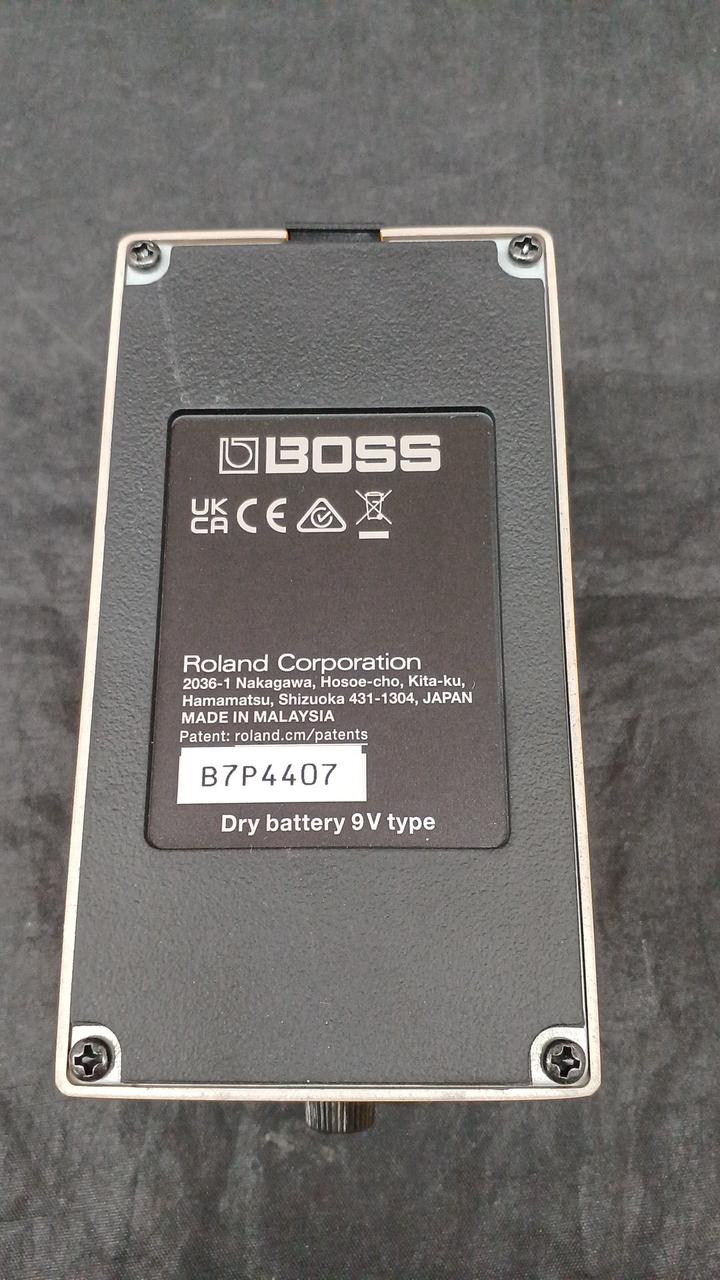 BOSS
UK
CA CE
Roland Corporation
2036-1 Nakagawa, Hosoe-cho, Kita-ku,
Hamamatsu, Shizuoka 431-1304, JAPAN
MADE IN MALAYSIA
Patent: roland.cm/patents
B7P4407
Dry battery 9V type